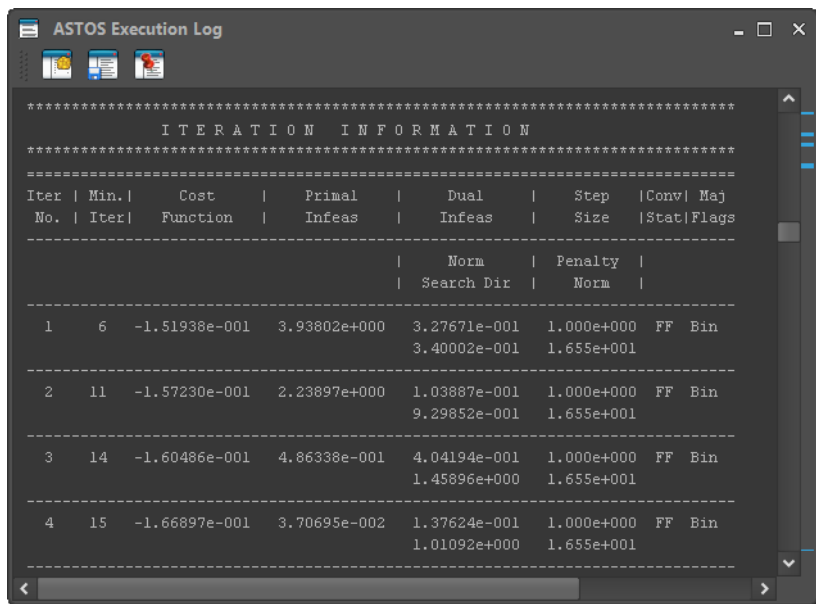 ASTOS Execution Log
********************************************************************************
I T E R A T I O N   I N F O R M A T I O N
********************************************************************************
================================================================================
Iter | Min.|     Cost     |    Primal    |     Dual     |    Step    |Conv| Maj
 No. | Iter|   Function   |    Infeas    |    Infeas    |    Size    |Stat|Flags
--------------------------------------------------------------------------------
|     Norm     |  Penalty  |
|  Search Dir  |    Norm   |
--------------------------------------------------------------------------------
1     6   -1.51938e-001   3.93802e+000   3.27671e-001   1.000e+000  FF  Bin
3.40002e-001   1.655e+001
--------------------------------------------------------------------------------
2    11   -1.57230e-001   2.23897e+000   1.03887e-001   1.000e+000  FF  Bin
9.29852e-001   1.655e+001
--------------------------------------------------------------------------------
3    14   -1.60486e-001   4.86338e-001   4.04194e-001   1.000e+000  FF  Bin
1.45896e+000   1.655e+001
--------------------------------------------------------------------------------
4    15   -1.66897e-001   3.70695e-002   1.37624e-001   1.000e+000  FF  Bin
1.01092e+000   1.655e+001
--------------------------------------------------------------------------------